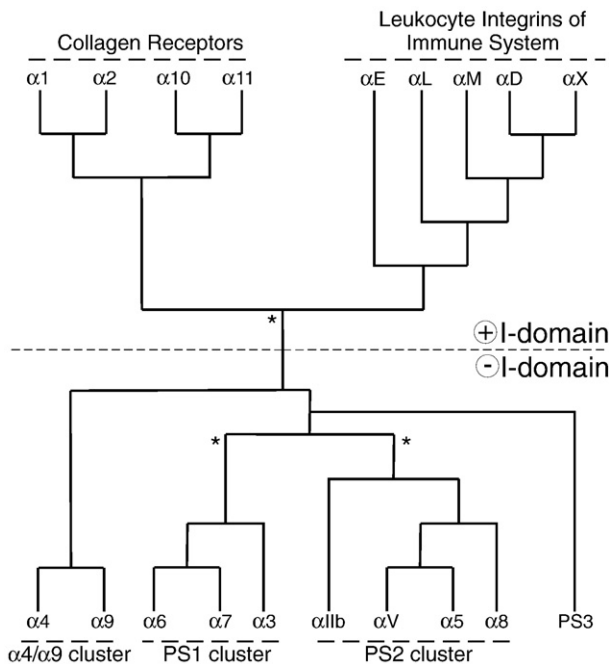 Collagen Receptors
Leukocyte Integrins of
Immune System
α1 α2 α10 α11 αE αL αM αD αX
*
+ I-domain
- I-domain
* *
α4 α9 α6 α7 α3 αIIb αV α5 α8 PS3
α4/α9 cluster PS1 cluster PS2 cluster